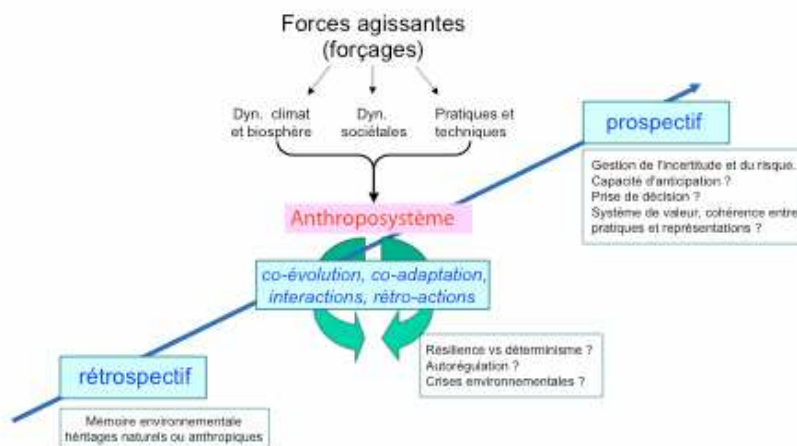 Forces agissantes
(forçages)
Dyn. climat
et biosphère
Dyn.
sociétales
Pratiques et
techniques
prospectif
Gestion de l'incertitude et du risque.
Capacité d'anticipation ?
Prise de décision ?
Système de valeur, cohérence entre
pratiques et représentations ?
Anthroposystème
co-évolution, co-adaptation,
interactions, rétro-actions
Résilience vs déterminisme ?
Autorégulation ?
Crises environnementales ?
rétrospectif
Mémoire environnementale
héritages naturels ou anthropiques